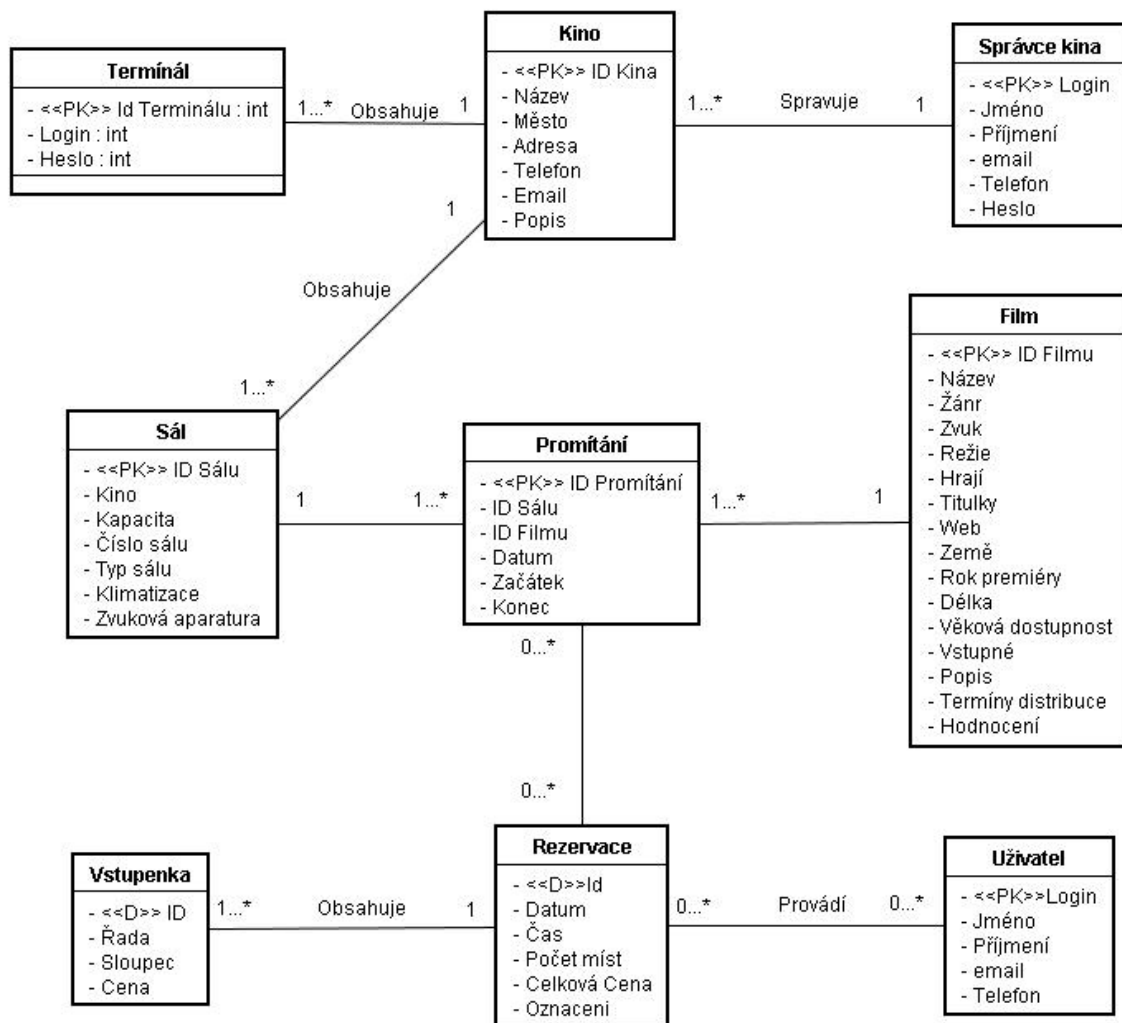 Termínál
- <<PK>> Id Terminálu : int
- Login : int
- Heslo : int
1...*
Obsahuje
1
Kino
- <<PK>> ID Kina
- Název
- Město
- Adresa
- Telefon
- Email
- Popis
1...*
Spravuje
1
Správce kina
- <<PK>> Login
- Jméno
- Příjmení
- email
- Telefon
- Heslo
1
Obsahuje
1...*
Sál
- <<PK>> ID Sálu
- Kino
- Kapacita
- Číslo sálu
- Typ sálu
- Klimatizace
- Zvuková aparatura
1
1...*
Promítání
- <<PK>> ID Promítání
- ID Sálu
- ID Filmu
- Datum
- Začátek
- Konec
1...*
1
Film
- <<PK>> ID Filmu
- Název
- Žánr
- Zvuk
- Režie
- Hrají
- Titulky
- Web
- Země
- Rok premiéry
- Délka
- Věková dostupnost
- Vstupné
- Popis
- Termíny distribuce
- Hodnocení
0...*
0...*
Vstupenka
- <<D>> ID
- Řada
- Sloupec
- Cena
1...*
Obsahuje
1
Rezervace
- <<D>>Id
- Datum
- Čas
- Počet míst
- Celková Cena
- Oznaceni
0...*
Provádí
0...*
Uživatel
- <<PK>>Login
- Jméno
- Příjmení
- email
- Telefon